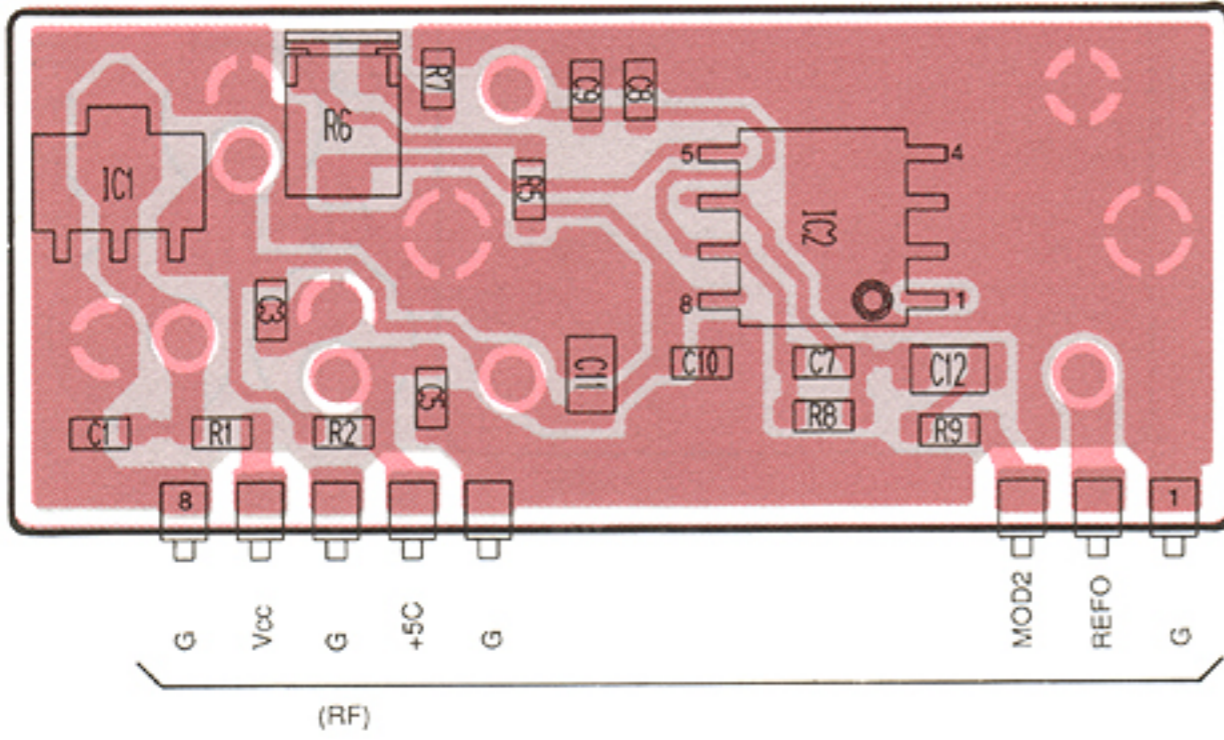 R7
C9
C8
R6
5
4
IC1
R5
IC2
C3
8
1
C11
C10
C7
C12
C5
R8
C1
R1
R2
R9
8
1
G
Vcc
G
+5C
G
MOD2
REFO
G
(RF)